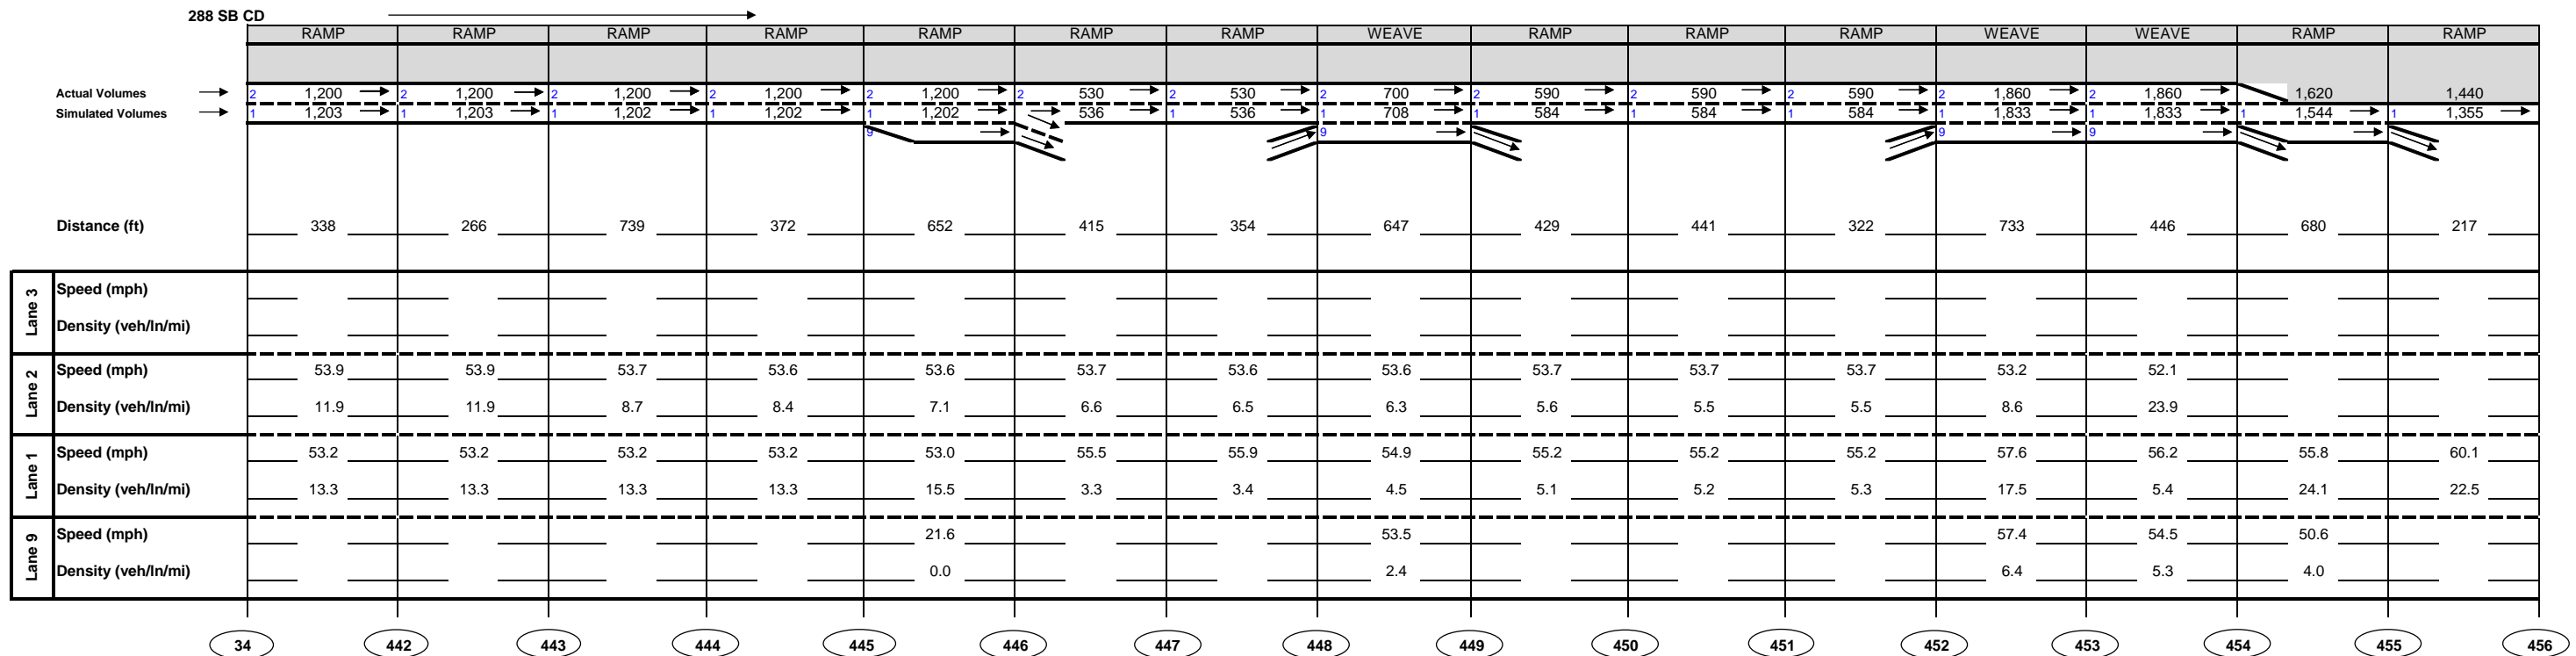 288 SB CD
RAMP RAMP RAMP RAMP RAMP RAMP RAMP WEAVE RAMP RAMP RAMP WEAVE WEAVE RAMP RAMP
Actual Volumes 2 1,200 2 1,200 2 1,200 2 1,200 2 1,200 2 530 2 530 2 700 2 590 2 590 2 590 2 1,860 2 1,860 1,620 1,440
Simulated Volumes 1 1,203 1 1,203 1 1,202 1 1,202 1 1,202 536 1 536 1 708 1 584 1 584 1 584 1 1,833 1 1,833 1 1,544 1 1,355
9 9 9 9
Distance (ft) 338 266 739 372 652 415 354 647 429 441 322 733 446 680 217
Lane 3
Speed (mph)
Density (veh/ln/mi)
Lane 2
Speed (mph) 53.9 53.9 53.7 53.6 53.6 53.7 53.6 53.6 53.7 53.7 53.7 53.2 52.1
Density (veh/ln/mi) 11.9 11.9 8.7 8.4 7.1 6.6 6.5 6.3 5.6 5.5 5.5 8.6 23.9
Lane 1
Speed (mph) 53.2 53.2 53.2 53.2 53.0 55.5 55.9 54.9 55.2 55.2 55.2 57.6 56.2 55.8 60.1
Density (veh/ln/mi) 13.3 13.3 13.3 13.3 15.5 3.3 3.4 4.5 5.1 5.2 5.3 17.5 5.4 24.1 22.5
Lane 9
Speed (mph) 21.6 53.5 57.4 54.5 50.6
Density (veh/ln/mi) 0.0 2.4 6.4 5.3 4.0
34 442 443 444 445 446 447 448 449 450 451 452 453 454 455 456